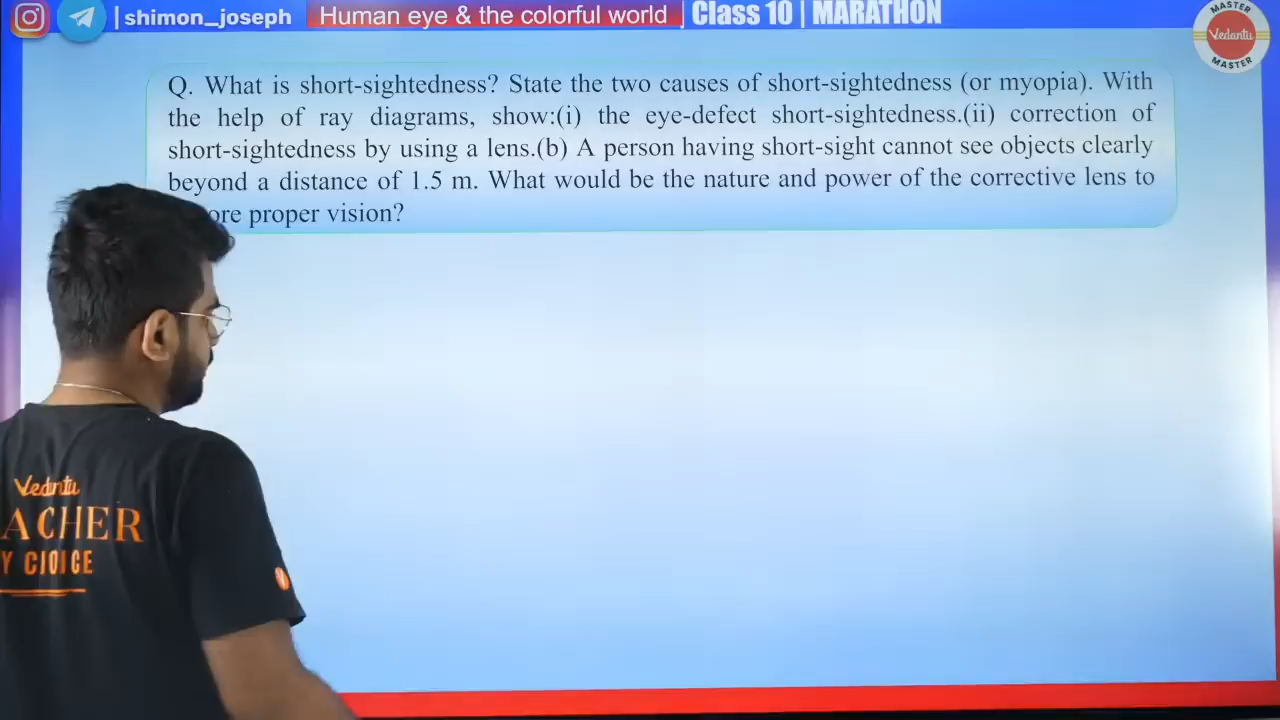 |shimon_joseph Human eye & the colorful world | Class 10 | MARATHON
MASTER
Vedantu
MASTER
Q. What is short-sightedness? State the two causes of short-sightedness (or myopia). With
the help of ray diagrams, show:(i) the eye-defect short-sightedness.(ii) correction of
short-sightedness by using a lens.(b) A person having short-sight cannot see objects clearly
beyond a distance of 1.5 m. What would be the nature and power of the corrective lens to
ore proper vision?
Vedantu
ACHER
Y CJOICE